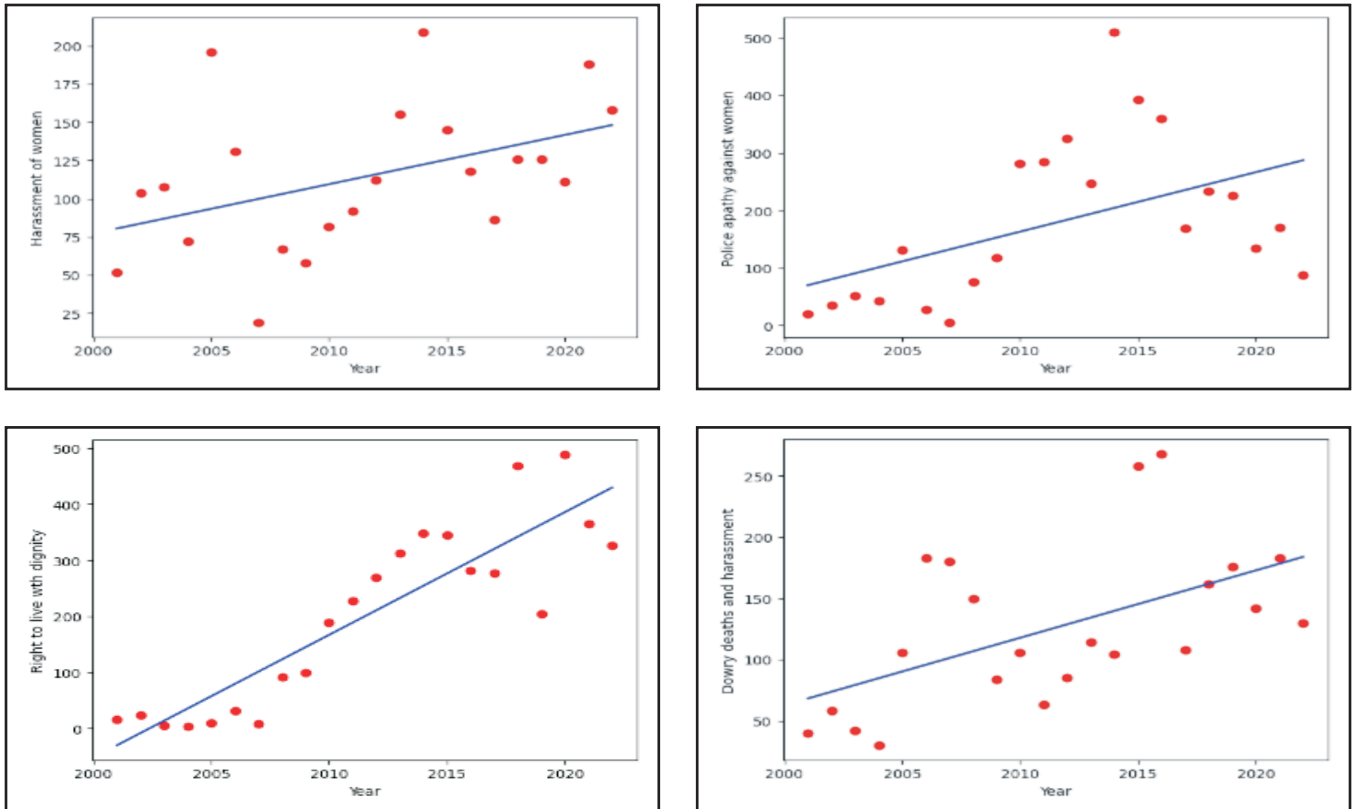 Harassment of women
200
175
150
125
100
75
50
25
2000 2005 2010 2015 2020
Year
Police apathy against women
500
400
300
200
100
0
2000 2005 2010 2015 2020
Year
Right to live wth dignity
500
400
300
200
100
0
2000 2005 2010 2015 2020
Year
Dowry deaths and harassment
250
200
150
100
50
2000 2005 2010 2015 2020
Year